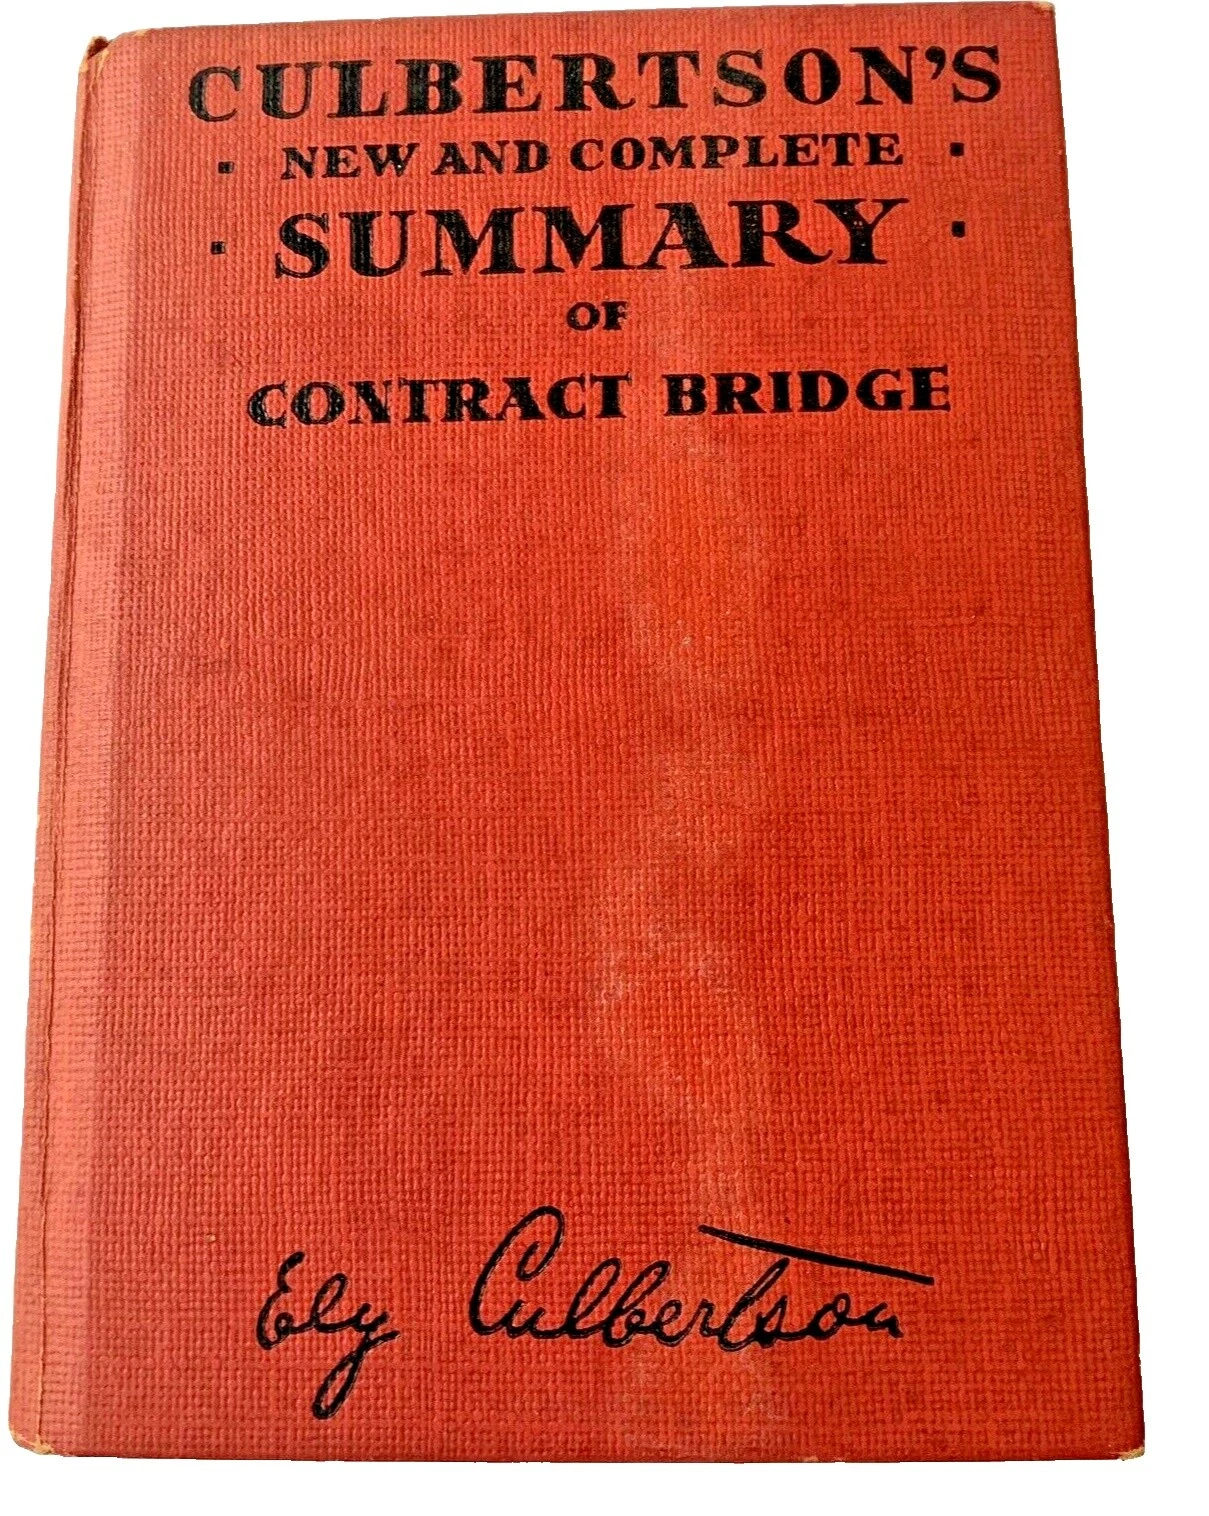 CULBERTSON'S
· NEW AND COMPLETE ·
· SUMMARY ·
OF
CONTRACT BRIDGE
Ely Culbertson